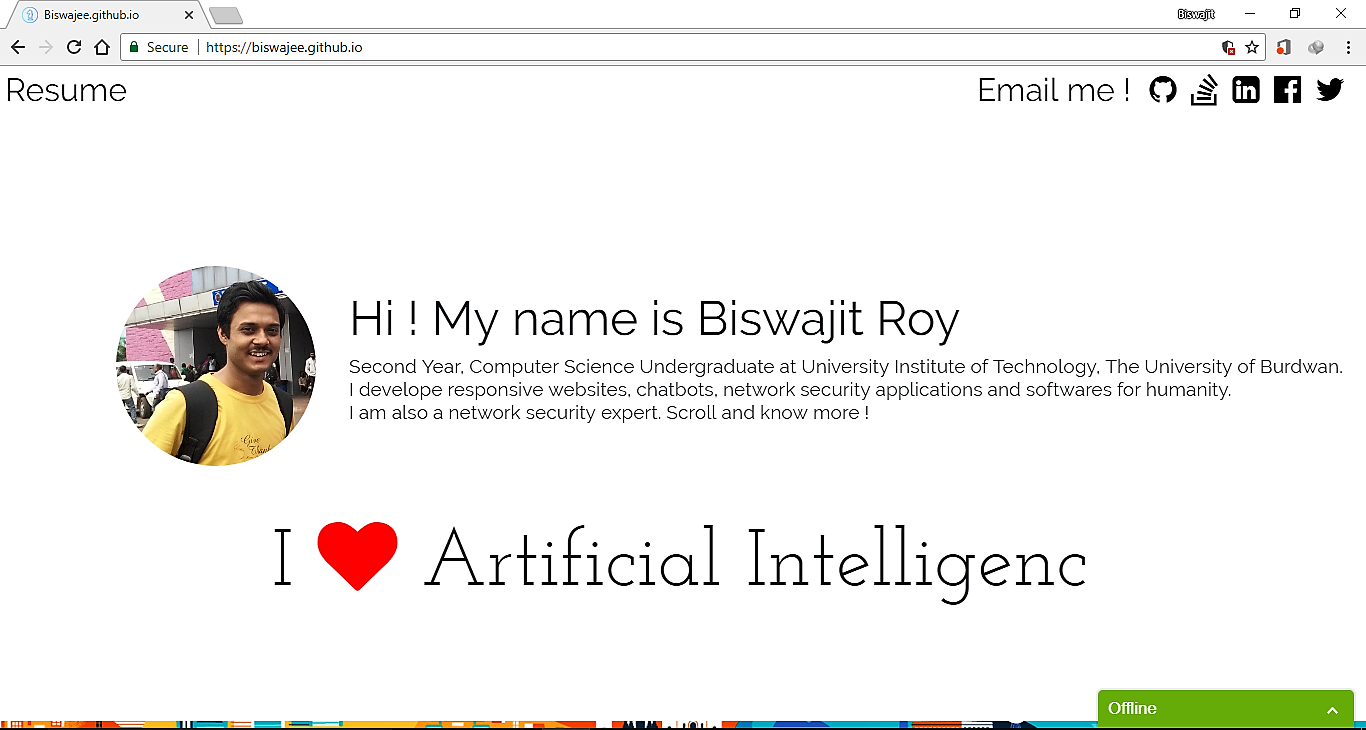 Biswajee.github.io
Biswajit
Secure
https://biswajee.github.io
Resume
Email me !
Hi ! My name is Biswajit Roy
Second Year, Computer Science Undergraduate at University Institute of Technology, The University of Burdwan.
I develope responsive websites, chatbots, network security applications and softwares for humanity.
I am also a network security expert. Scroll and know more !
Give
I Artificial Intelligenc
Offline